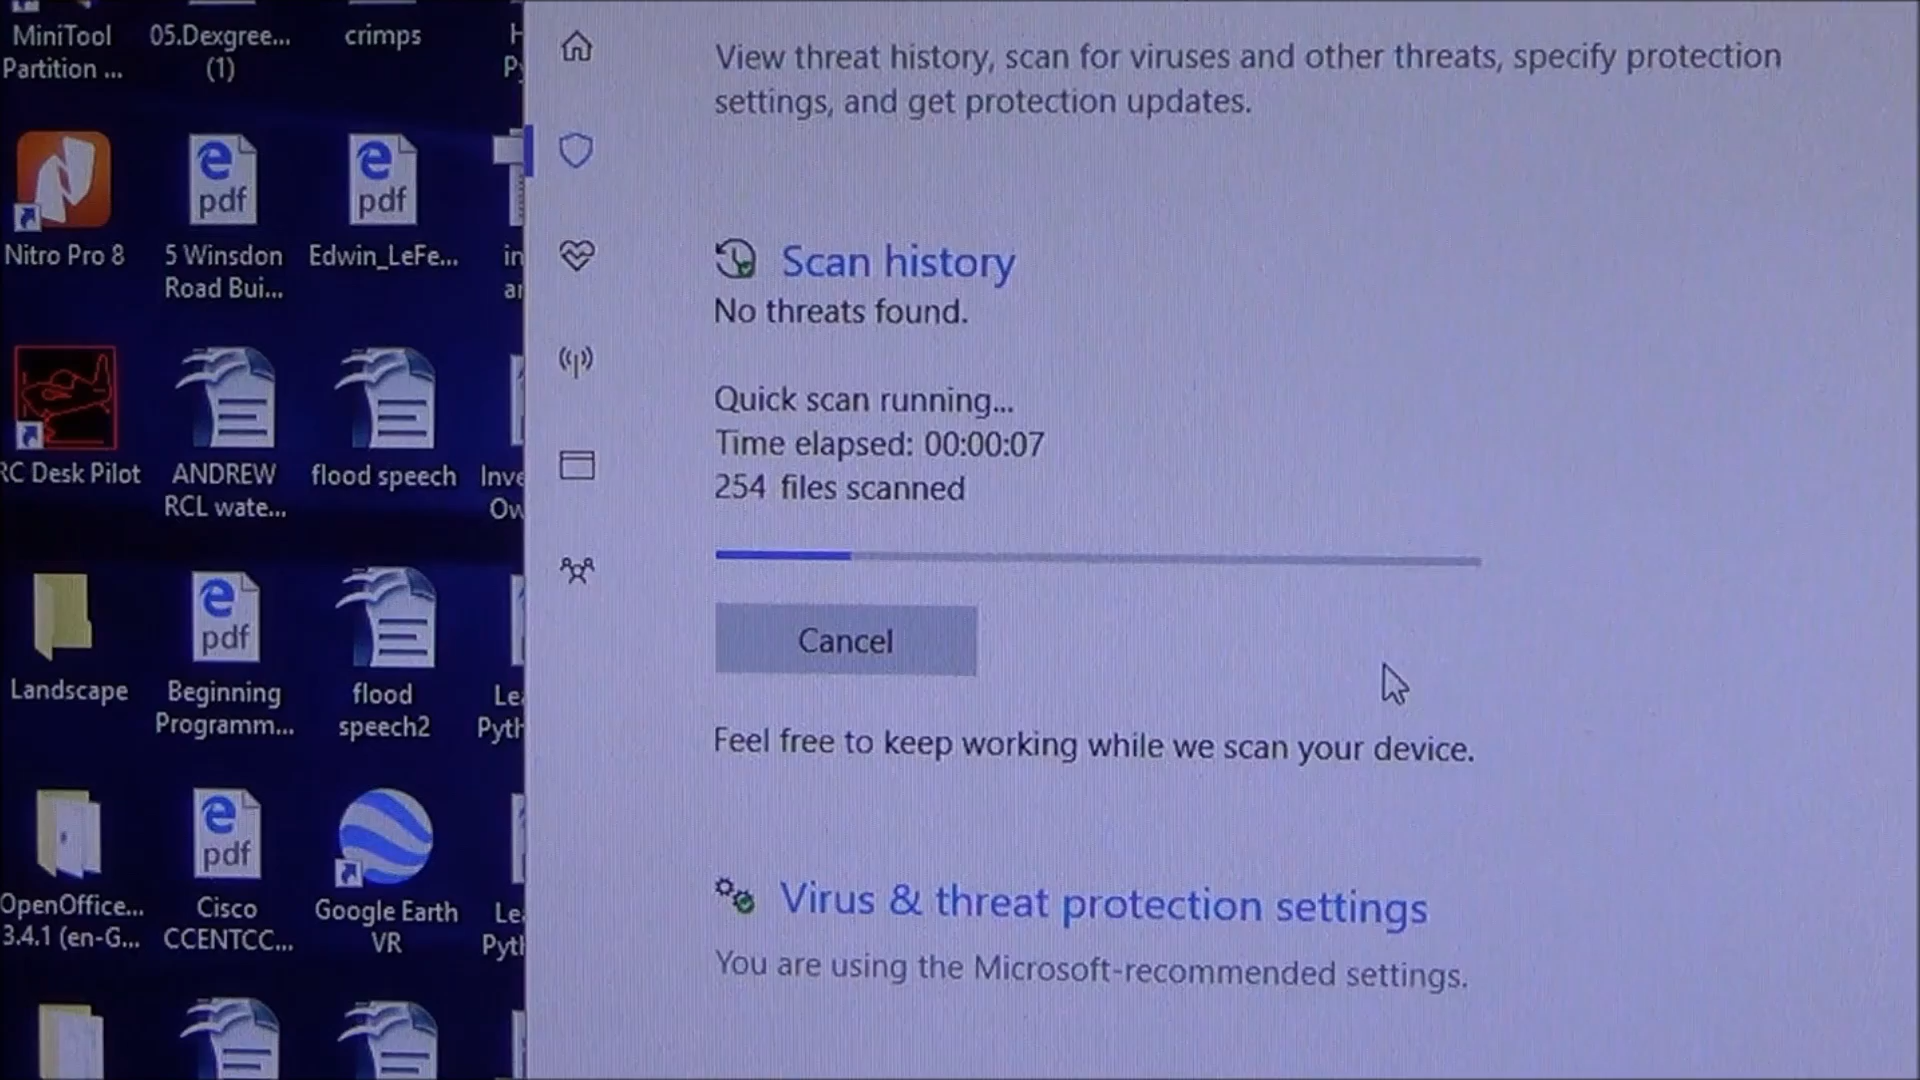 MiniTool
Partition ...
05.Dexgree...
(1)
crimps
Nitro Pro 8
pdf
5 Winsdon
Road Bui...
pdf
Edwin_LeFe...
RC Desk Pilot
ANDREW
RCL wate...
flood speech
Landscape
pdf
Beginning
Programm...
flood
speech2
OpenOffice...
3.4.1 (en-G...
pdf
Cisco
CCENTCC...
Google Earth
VR
View threat history, scan for viruses and other threats, specify protection
settings, and get protection updates.
Scan history
No threats found.
Quick scan running...
Time elapsed: 00:00:07
254 files scanned
Cancel
Feel free to keep working while we scan your device.
Virus & threat protection settings
You are using the Microsoft-recommended settings.